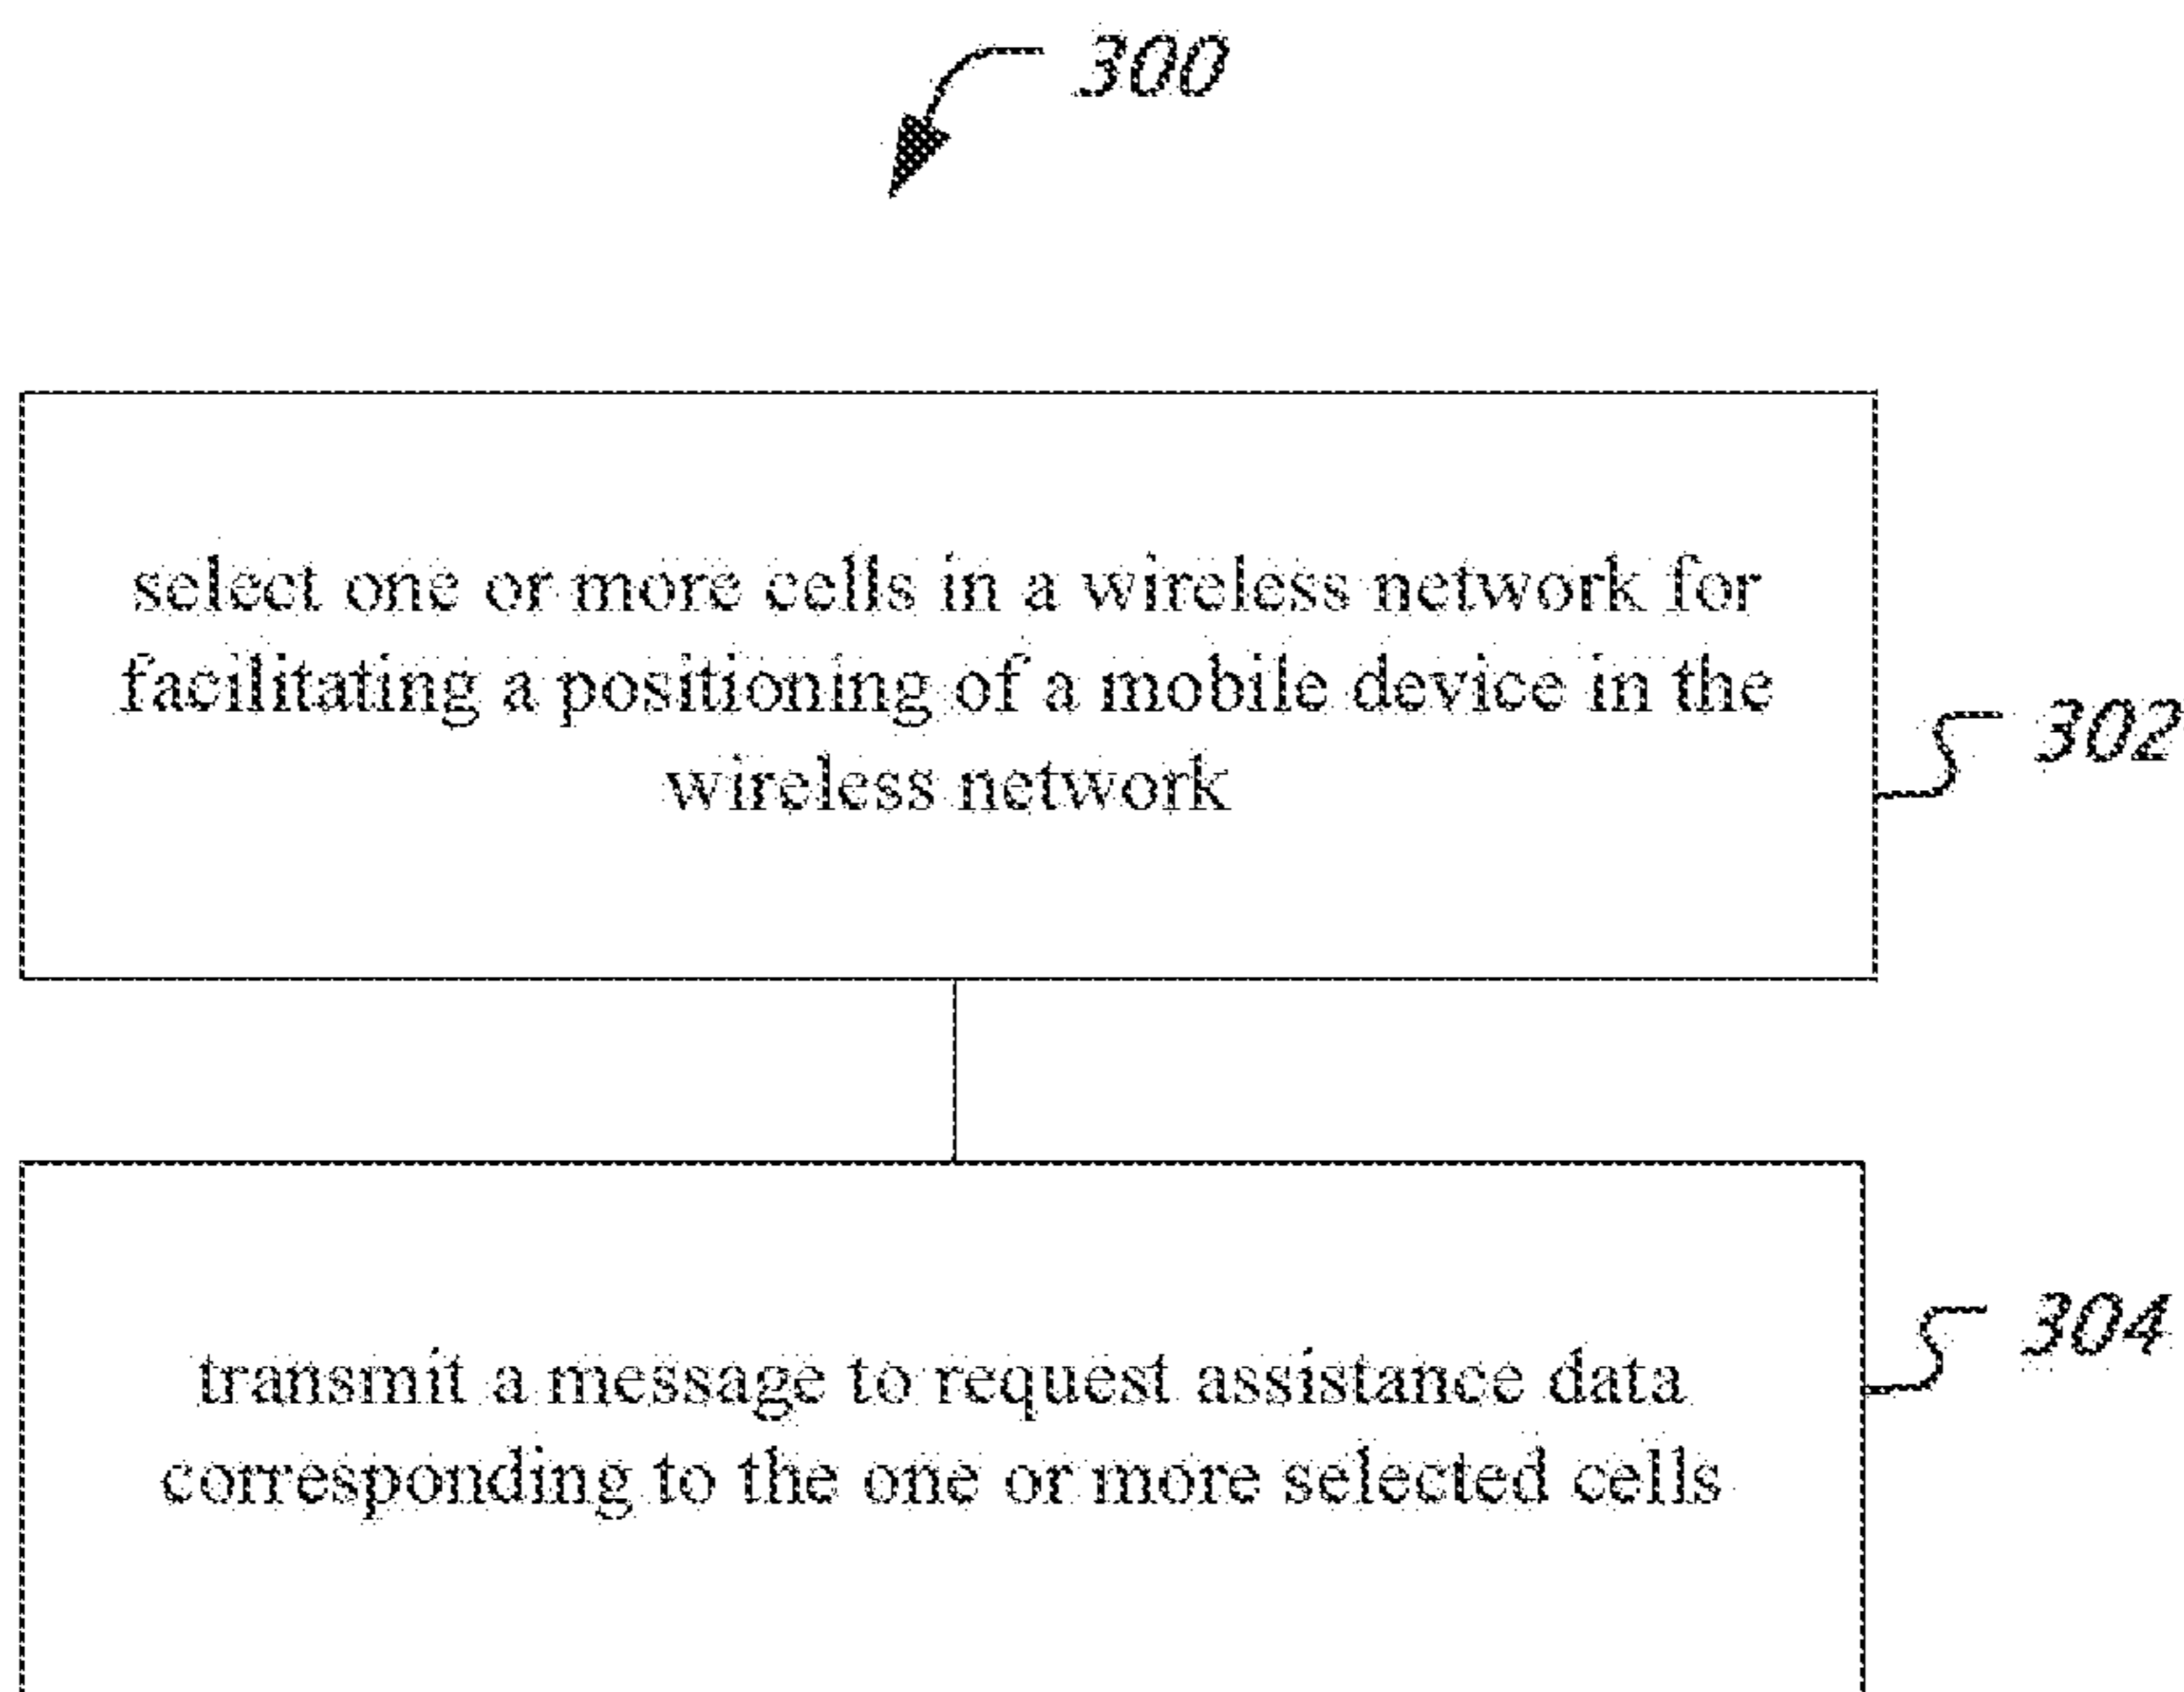 300
select one or more cells in a wireless network for
facilitating a positioning of a mobile device in the
wireless network
302
transmit a message to request assistance data
corresponding to the one or more selected cells
304